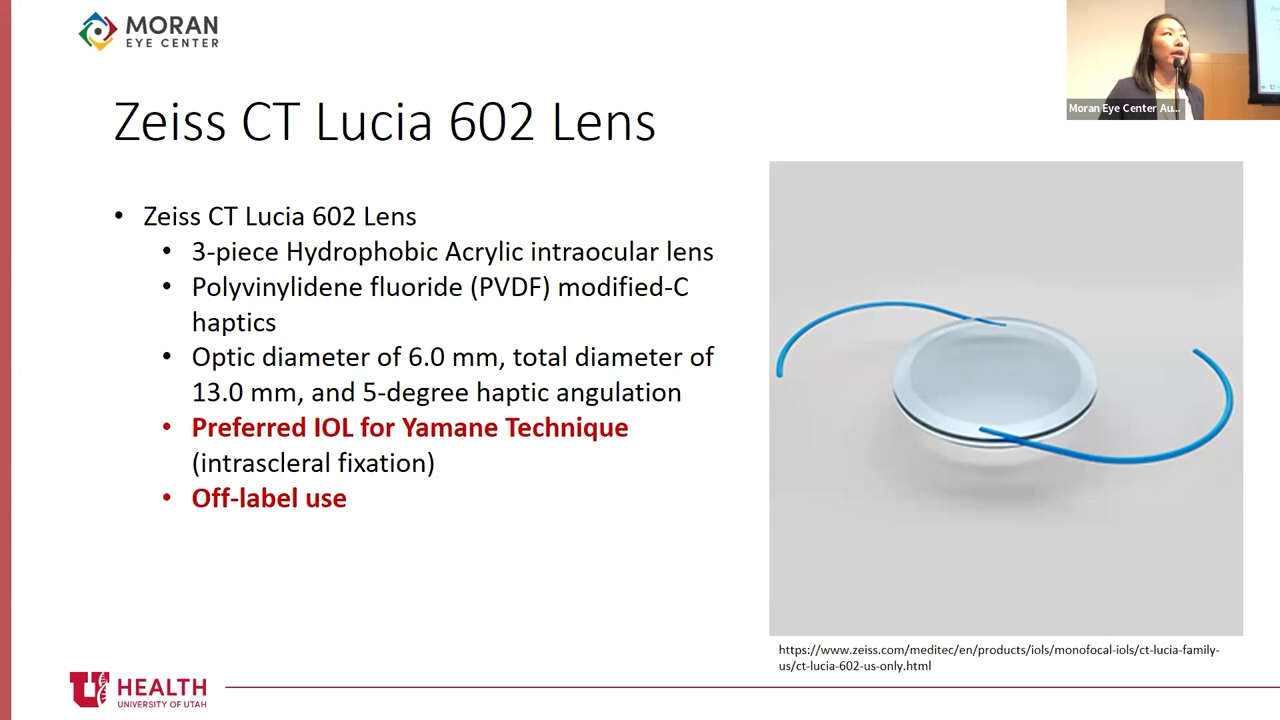 MORAN
EYE CENTER
Moran Eye Center Au...
Zeiss CT Lucia 602 Lens
• Zeiss CT Lucia 602 Lens
• 3-piece Hydrophobic Acrylic intraocular lens
• Polyvinylidene fluoride (PVDF) modified-C
haptics
• Optic diameter of 6.0 mm, total diameter of
13.0 mm, and 5-degree haptic angulation
• Preferred IOL for Yamane Technique
(intrascleral fixation)
• Off-label use
https://www.zeiss.com/meditec/en/products/iols/monofocal-iols/ct-lucia-family-
us/ct-lucia-602-us-only.html
U HEALTH
UNIVERSITY OF UTAH